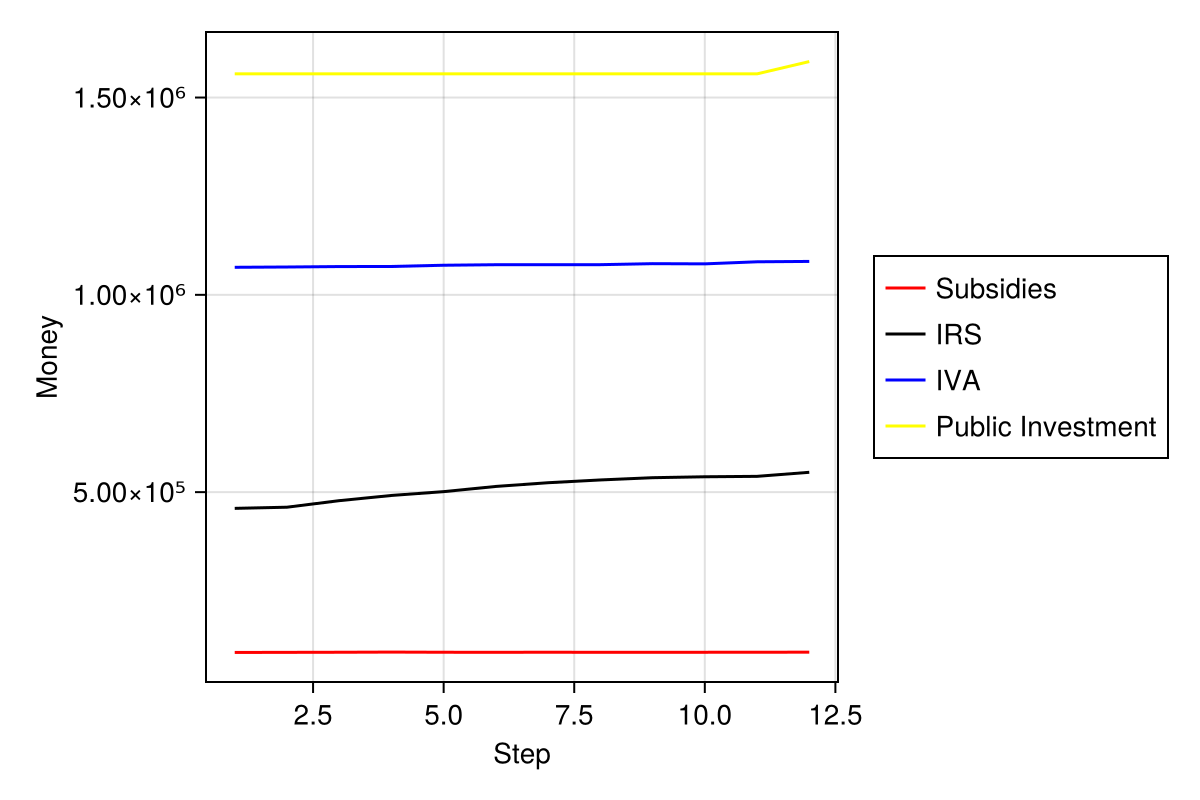 1.50×10⁶
1.00×10⁶
5.00×10⁵
Money
2.5 5.0 7.5 10.0 12.5
Step
Subsidies
IRS
IVA
Public Investment